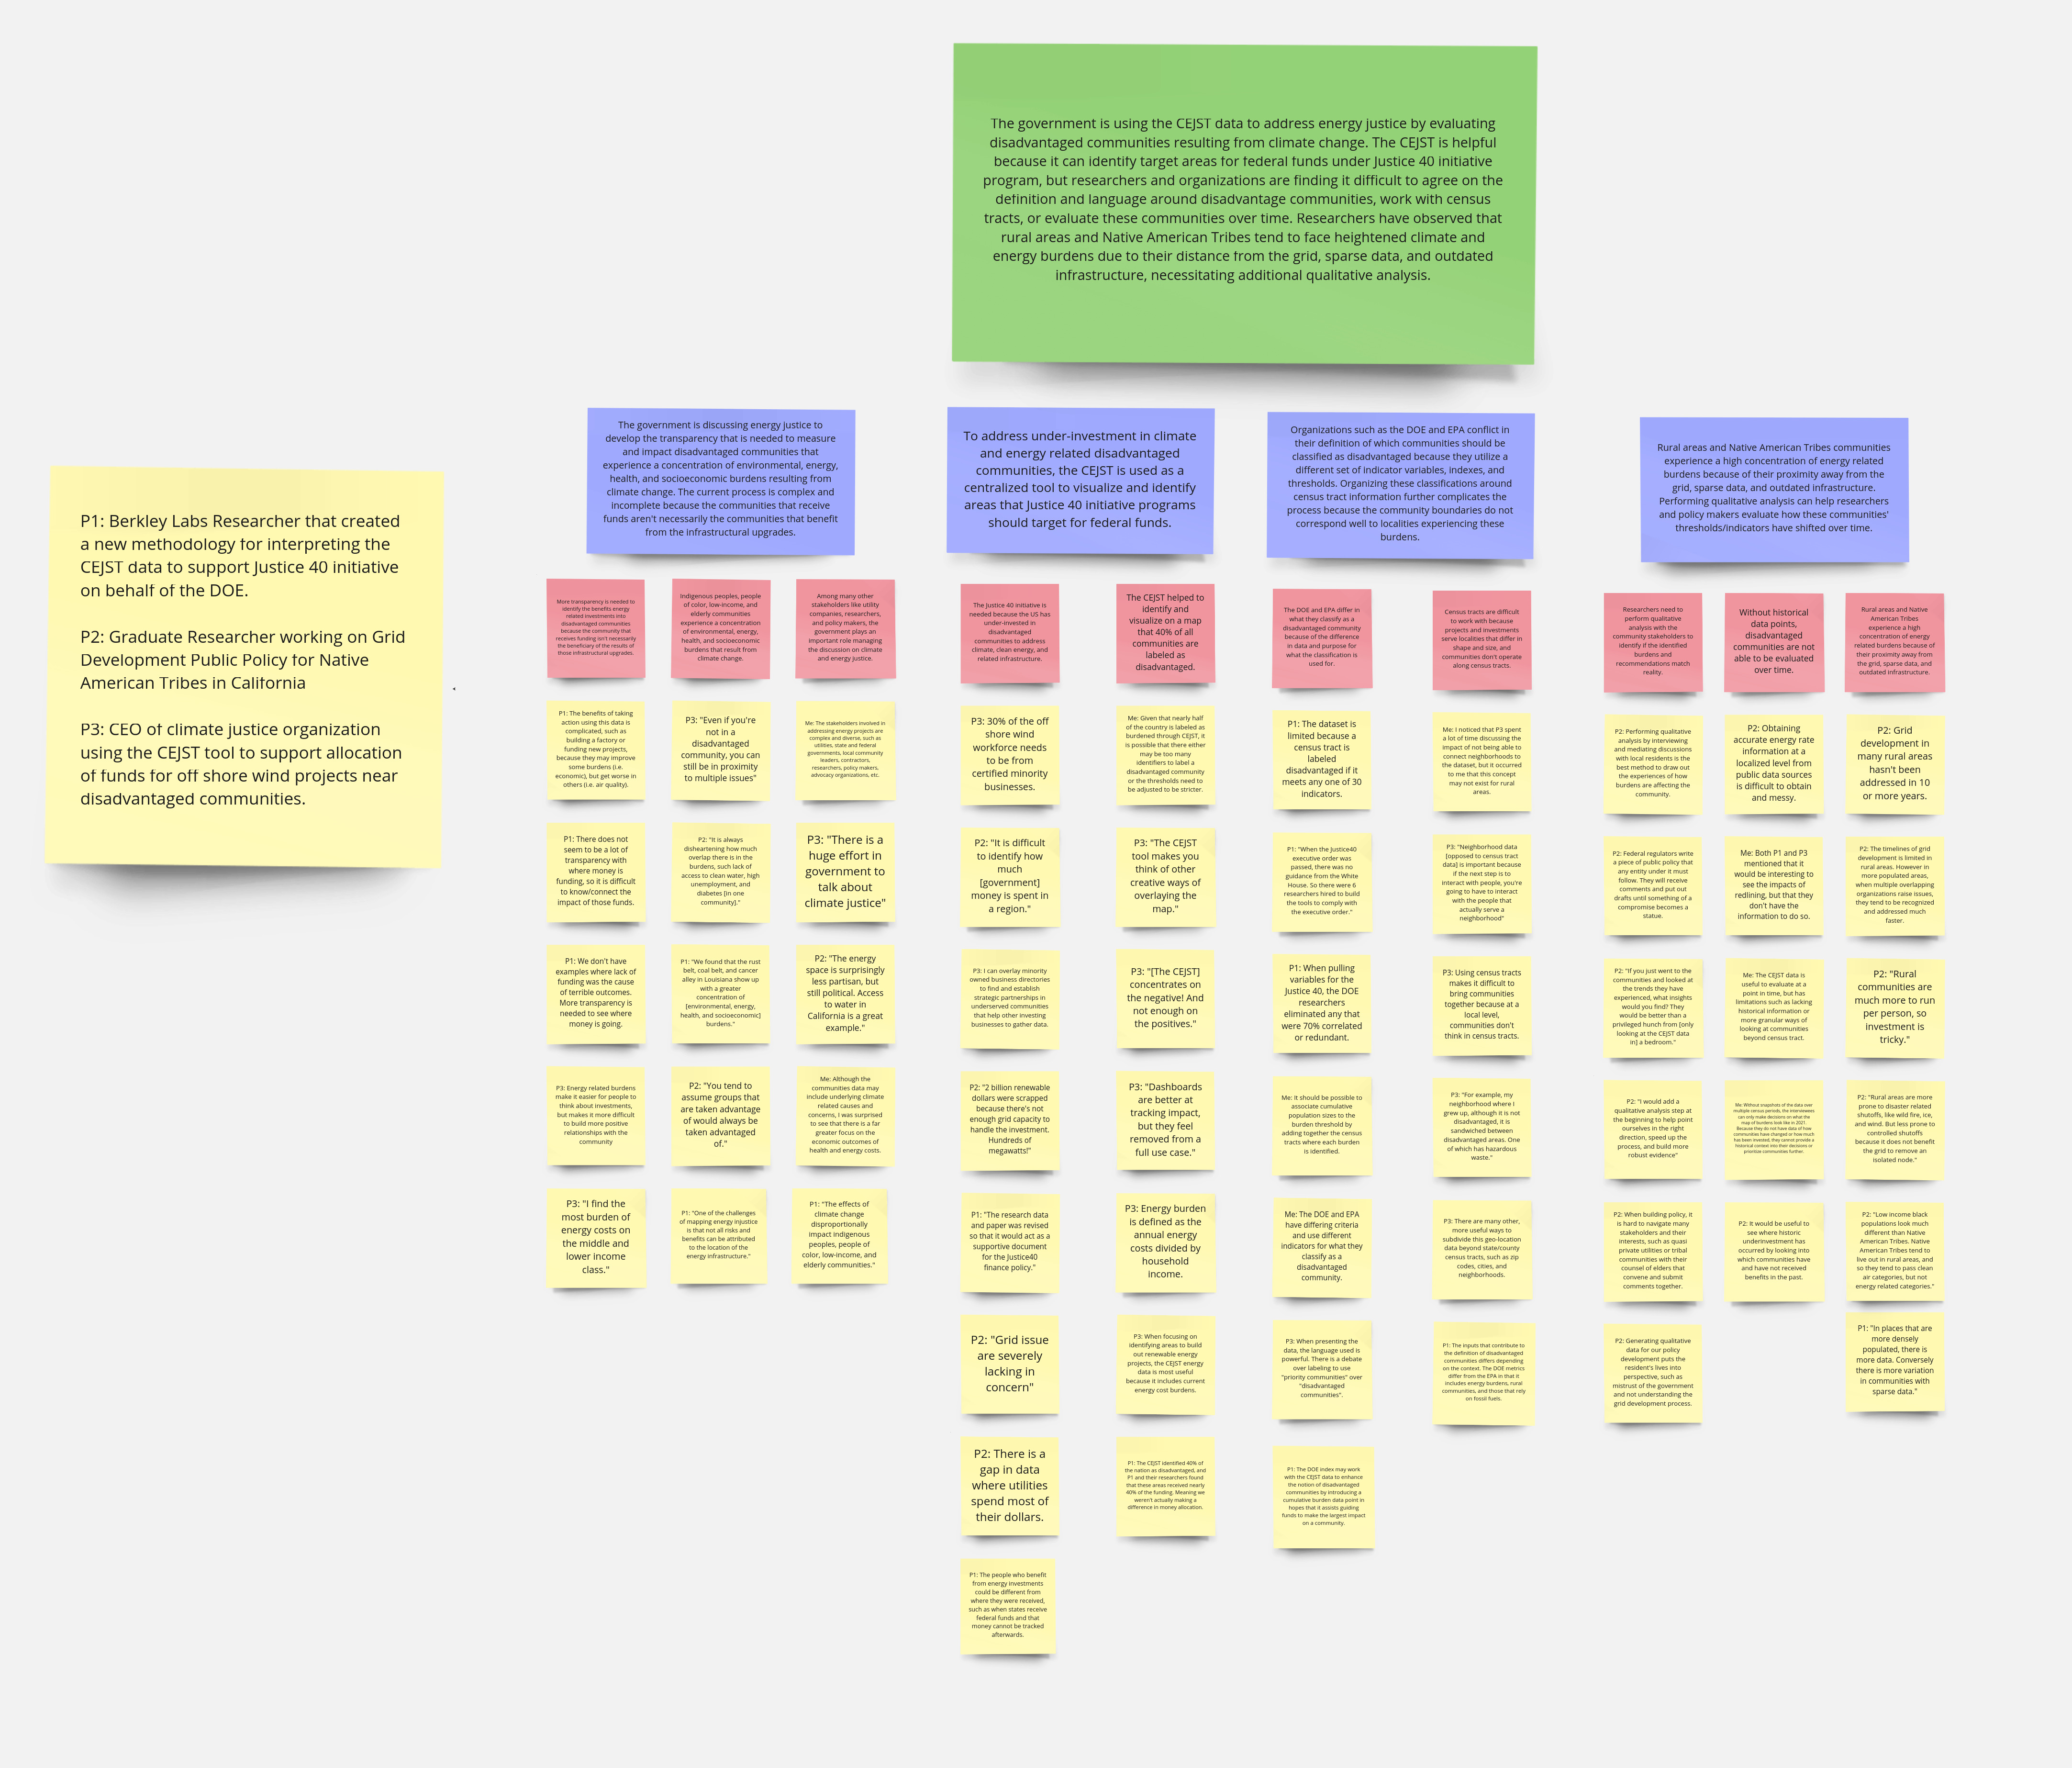 The government is using the CEJST data to address energy justice by evaluating
disadvantaged communities resulting from climate change. The CEJST is helpful
because it can identify target areas for federal funds under Justice 40 initiative
program, but researchers and organizations are finding it difficult to agree on the
definition and language around disadvantage communities, work with census
tracts, or evaluate these communities over time. Researchers have observed that
rural areas and Native American Tribes tend to face heightened climate and
energy burdens due to their distance from the grid, sparse data, and outdated
infrastructure, necessitating additional qualitative analysis.
P1: Berkley Labs Researcher that created
a new methodology for interpreting the
CEJST data to support Justice 40 initiative
on behalf of the DOE.
P2: Graduate Researcher working on Grid
Development Public Policy for Native
American Tribes in California
P3: CEO of climate justice organization
using the CEJST tool to support allocation
of funds for off shore wind projects near
disadvantaged communities.
The government is discussing energy justice to
develop the transparency that is needed to measure
and impact disadvantaged communities that
experience a concentration of environmental, energy,
health, and socioeconomic burdens resulting from
climate change. The current process is complex and
incomplete because the communities that receive
funds aren't necessarily the communities that benefit
from the infrastructural upgrades.
More transparency is needed to
identify the benefits energy
related investments into
disadvantaged communities
because the community that
receives funding isn't necessarily
the beneficiary of the results of
those infrastructural upgrades.
P1: The benefits of taking
action using this data is
complicated, such as
building a factory or
funding new projects,
because they may improve
some burdens (i.e.
economic), but get worse in
others (i.e. air quality).
P1: There does not
seem to be a lot of
transparency with
where money is
funding, so it is difficult
to know/connect the
impact of those funds.
P1: We don't have
examples where lack of
funding was the cause
of terrible outcomes.
More transparency is
needed to see where
money is going.
P3: Energy related burdens
make it easier for people to
think about investments,
but makes it more difficult
to build more positive
relationships with the
community
P3: "I find the
most burden of
energy costs on
the middle and
lower income
class."
Indigenous peoples, people
of color, low-income, and
elderly communities
experience a concentration
of environmental, energy,
health, and socioeconomic
burdens that result from
climate change.
P3: "Even if you're
not in a
disadvantaged
community, you can
still be in proximity
to multiple issues"
P2: "It is always
disheartening how much
overlap there is in the
burdens, such lack of
access to clean water, high
unemployment, and
diabetes [in one
community]."
P1: "We found that the rust
belt, coal belt, and cancer
alley in Louisiana show up
with a greater
concentration of
[environmental, energy,
health, and socioeconomic]
burdens."
P2: "You tend to
assume groups that
are taken advantage
of would always be
taken advantaged
of."
P1: "One of the challenges
of mapping energy injustice
is that not all risks and
benefits can be attributed
to the location of the
energy infrastructure."
Among many other
stakeholders like utility
companies, researchers,
and policy makers, the
government plays an
important role managing
the discussion on climate
and energy justice.
Me: The stakeholders involved in
addressing energy projects are
complex and diverse, such as
utilities, state and federal
governments, local community
leaders, contractors,
researchers, policy makers,
advocacy organizations, etc.
P3: "There is a
huge effort in
government to
talk about
climate justice"
P2: "The energy
space is surprisingly
less partisan, but
still political. Access
to water in
California is a great
example."
Me: Although the
communities data may
include underlying climate
related causes and
concerns, I was surprised
to see that there is a far
greater focus on the
economic outcomes of
health and energy costs.
P1: "The effects of
climate change
disproportionally
impact Indigenous
peoples, people of
color, low-income, and
elderly communities."
To address under-investment in climate
and energy related disadvantaged
communities, the CEJST is used as a
centralized tool to visualize and identify
areas that Justice 40 initiative programs
should target for federal funds.
The Justice 40 initiative is
needed because the US has
under-invested in
disadvantaged
communities to address
climate, clean energy, and
related infrastructure.
P3: 30% of the off
shore wind
workforce needs
to be from
certified minority
businesses.
P2: "It is difficult
to identify how
much
[government]
money is spent in
a region."
P3: I can overlay minority
owned business directories
to find and establish
strategic partnerships in
underserved communities
that help other investing
businesses to gather data.
P2: "2 billion renewable
dollars were scrapped
because there's not
enough grid capacity to
handle the investment.
Hundreds of
megawatts!"
P1: "The research data
and paper was revised
so that it would act as a
supportive document
for the Justice40
finance policy."
P2: "Grid issue
are severely
lacking in
concern"
P2: There is a
gap in data
where utilities
spend most of
their dollars.
P1: The people who benefit
from energy investments
could be different from
where they were received,
such as when states receive
federal funds and that
money cannot be tracked
afterwards.
The CEJST helped to
identify and
visualize on a map
that 40% of all
communities are
labeled as
disadvantaged.
Me: Given that nearly half
of the country is labeled as
burdened through CEJST, it
is possible that there either
may be too many
identifiers to label a
disadvantaged community
or the thresholds need to
be adjusted to be stricter.
P3: "The CEJST
tool makes you
think of other
creative ways of
overlaying the
map."
P3: "[The CEJST]
concentrates on
the negative! And
not enough on
the positives."
P3: "Dashboards
are better at
tracking impact,
but they feel
removed from a
full use case."
P3: Energy burden
is defined as the
annual energy
costs divided by
household
income.
P3: When focusing on
identifying areas to build
out renewable energy
projects, the CEJST energy
data is most useful
because it includes current
energy cost burdens.
P1: The CEJST identified 40% of
the nation as disadvantaged, and
P1 and their researchers found
that these areas received nearly
40% of the funding. Meaning we
weren't actually making a
difference in money allocation.
Organizations such as the DOE and EPA conflict in
their definition of which communities should be
classified as disadvantaged because they utilize a
different set of indicator variables, indexes, and
thresholds. Organizing these classifications around
census tract information further complicates the
process because the community boundaries do not
correspond well to localities experiencing these
burdens.
The DOE and EPA differ in
what they classify as a
disadvantaged community
because of the difference
in data and purpose for
what the classification is
used for.
P1: The dataset is
limited because a
census tract is
labeled
disadvantaged if it
meets any one of 30
indicators.
P1: "When the Justice40
executive order was
passed, there was no
guidance from the White
House. So there were 6
researchers hired to build
the tools to comply with
the executive order."
P1: When pulling
variables for the
Justice 40, the DOE
researchers
eliminated any that
were 70% correlated
or redundant.
Me: It should be possible to
associate cumulative
population sizes to the
burden threshold by
adding together the census
tracts where each burden
is identified.
Me: The DOE and EPA
have differing criteria
and use different
indicators for what they
classify as a
disadvantaged
community.
P3: When presenting the
data, the language used is
powerful. There is a debate
over labeling to use
"priority communities" over
"disadvantaged
communities".
P1: The DOE index may work
with the CEJST data to enhance
the notion of disadvantaged
communities by introducing a
cumulative burden data point in
hopes that it assists guiding
funds to make the largest impact
on a community.
Census tracts are difficult
to work with because
projects and investments
serve localities that differ in
shape and size, and
communities don't operate
along census tracts.
Me: I noticed that P3 spent
a lot of time discussing the
impact of not being able to
connect neighborhoods to
the dataset, but it occurred
to me that this concept
may not exist for rural
areas.
P3: "Neighborhood data
[opposed to census tract
data] is important because
if the next step is to
interact with people, you're
going to have to interact
with the people that
actually serve a
neighborhood"
P3: Using census tracts
makes it difficult to
bring communities
together because at a
local level,
communities don't
think in census tracts.
P3: "For example, my
neighborhood where I
grew up, although it is not
disadvantaged, it is
sandwiched between
disadvantaged areas. One
of which has hazardous
waste."
P3: There are many other,
more useful ways to
subdivide this geo-location
data beyond state/county
census tracts, such as zip
codes, cities, and
neighborhoods.
P1: The inputs that contribute to
the definition of disadvantaged
communities differs depending
on the context. The DOE metrics
differ from the EPA in that it
includes energy burdens, rural
communities, and those that rely
on fossil fuels.
Rural areas and Native American Tribes communities
experience a high concentration of energy related
burdens because of their proximity away from the
grid, sparse data, and outdated infrastructure.
Performing qualitative analysis can help researchers
and policy makers evaluate how these communities'
thresholds/indicators have shifted over time.
Researchers need to
perform qualitative
analysis with the
community stakeholders to
identify if the identified
burdens and
recommendations match
reality.
P2: Performing qualitative
analysis by interviewing
and mediating discussions
with local residents is the
best method to draw out
the experiences of how
burdens are affecting the
community.
P2: Federal regulators write
a piece of public policy that
any entity under it must
follow. They will receive
comments and put out
drafts until something of a
compromise becomes a
statue.
P2: "If you just went to the
communities and looked at
the trends they have
experienced, what insights
would you find? They
would be better than a
privileged hunch from [only
looking at the CEJST data
in] a bedroom."
P2: "I would add a
qualitative analysis step at
the beginning to help point
ourselves in the right
direction, speed up the
process, and build more
robust evidence"
P2: When building policy, it
is hard to navigate many
stakeholders and their
interests, such as quasi
private utilities or tribal
communities with their
counsel of elders that
convene and submit
comments together.
P2: Generating qualitative
data for our policy
development puts the
resident's lives into
perspective, such as
mistrust of the government
and not understanding the
grid development process.
Without historical
data points,
disadvantaged
communities are not
able to be evaluated
over time.
P2: Obtaining
accurate energy rate
information at a
localized level from
public data sources
is difficult to obtain
and messy.
Me: Both P1 and P3
mentioned that it
would be interesting to
see the impacts of
redlining, but that they
don't have the
information to do so.
Me: The CEJST data is
useful to evaluate at a
point in time, but has
limitations such as lacking
historical information or
more granular ways of
looking at communities
beyond census tract.
Me: Without snapshots of the data over
multiple census periods, the interviewees
can only make decisions on what the
map of burdens look like in 2021.
Because they do not have data of how
communities have changed or how much
has been invested, they cannot provide a
historical context into their decisions or
prioritize communities further.
P2: It would be useful to
see where historic
underinvestment has
occurred by looking into
which communities have
and have not received
benefits in the past.
Rural areas and Native
American Tribes
experience a high
concentration of energy
related burdens because of
their proximity away from
the grid, sparse data, and
outdated infrastructure.
P2: Grid
development in
many rural areas
hasn't been
addressed in 10
or more years.
P2: The timelines of grid
development is limited in
rural areas. However in
more populated areas,
when multiple overlapping
organizations raise issues,
they tend to be recognized
and addressed much
faster.
P2: "Rural
communities are
much more to run
per person, so
investment is
tricky."
P2: "Rural areas are more
prone to disaster related
shutoffs, like wild fire, ice,
and wind. But less prone to
controlled shutoffs
because it does not benefit
the grid to remove an
isolated node."
P2: "Low income black
populations look much
different than Native
American Tribes. Native
American Tribes tend to
live out in rural areas, and
so they tend to pass clean
air categories, but not
energy related categories."
P1: "In places that are
more densely
populated, there is
more data. Conversely
there is more variation
in communities with
sparse data."